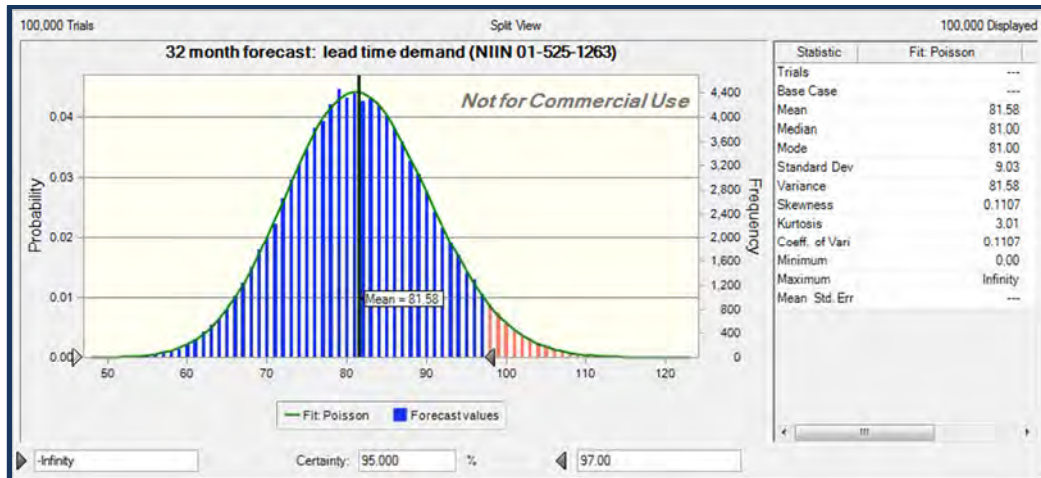 100,000 Trials Split View 100,000 Displayed
32 month forecast: lead time demand (NIIN 01-525-1263)
Not for Commercial Use
Probability
0.04
0.03
0.02
0.01
0.00
Mean = 81.58
4,400
4,000
3,600
3,200
2,800
2,400
2,000
1,600
1,200
800
400
0
Frequency
50 60 70 80 90 100 110 120
Fit: Poisson Forecast values
Statistic Fit: Poisson
Trials ---
Base Case ---
Mean 81.58
Median 81.00
Mode 81.00
Standard Dev 9.03
Variance 81.58
Skewness 0.1107
Kurtosis 3.01
Coeff. of Vari 0.1107
Minimum 0.00
Maximum Infinity
Mean Std. Err ---
-Infinity Certainty: 95.000 % 97.00